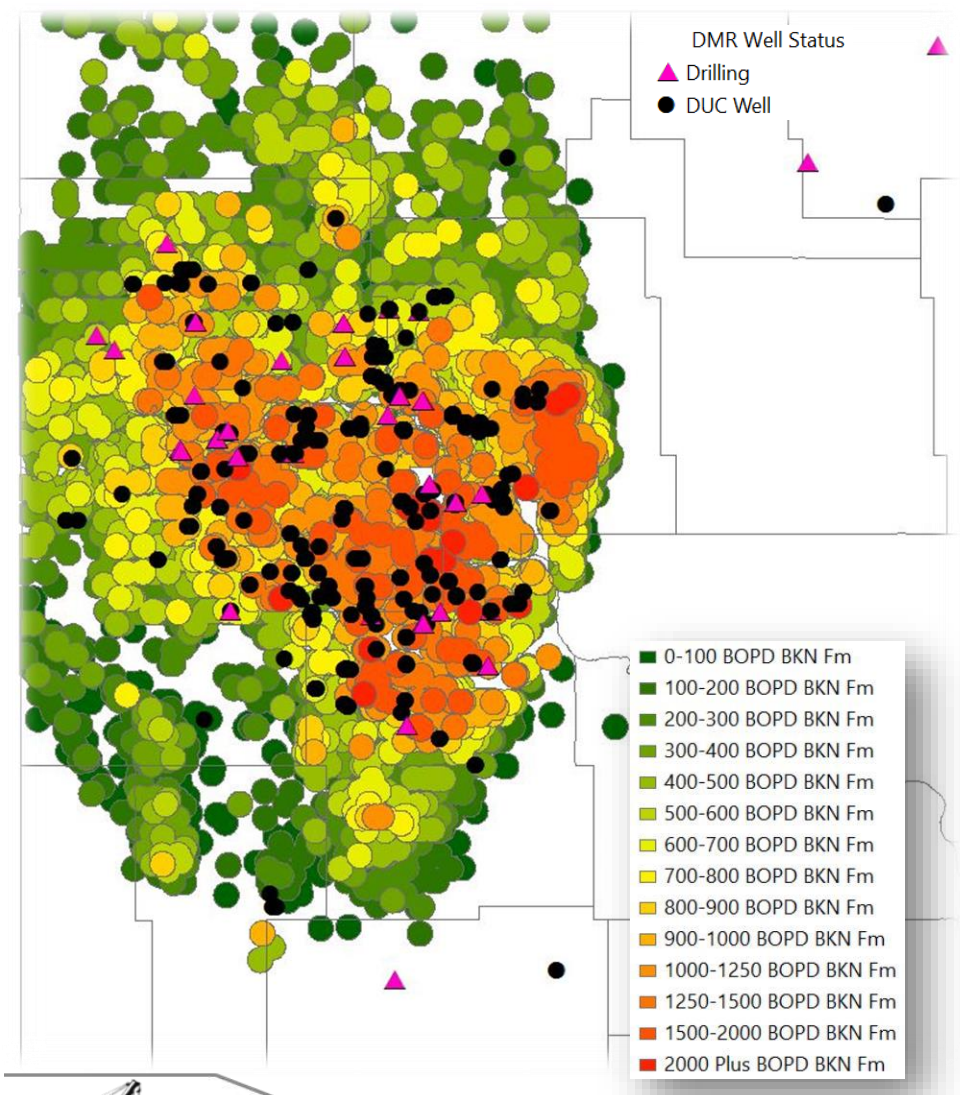 DMR Well Status
Drilling
DUC Well
0-100 BOPD BKN Fm
100-200 BOPD BKN Fm
200-300 BOPD BKN Fm
300-400 BOPD BKN Fm
400-500 BOPD BKN Fm
500-600 BOPD BKN Fm
600-700 BOPD BKN Fm
700-800 BOPD BKN Fm
800-900 BOPD BKN Fm
900-1000 BOPD BKN Fm
1000-1250 BOPD BKN Fm
1250-1500 BOPD BKN Fm
1500-2000 BOPD BKN Fm
2000 Plus BOPD BKN Fm